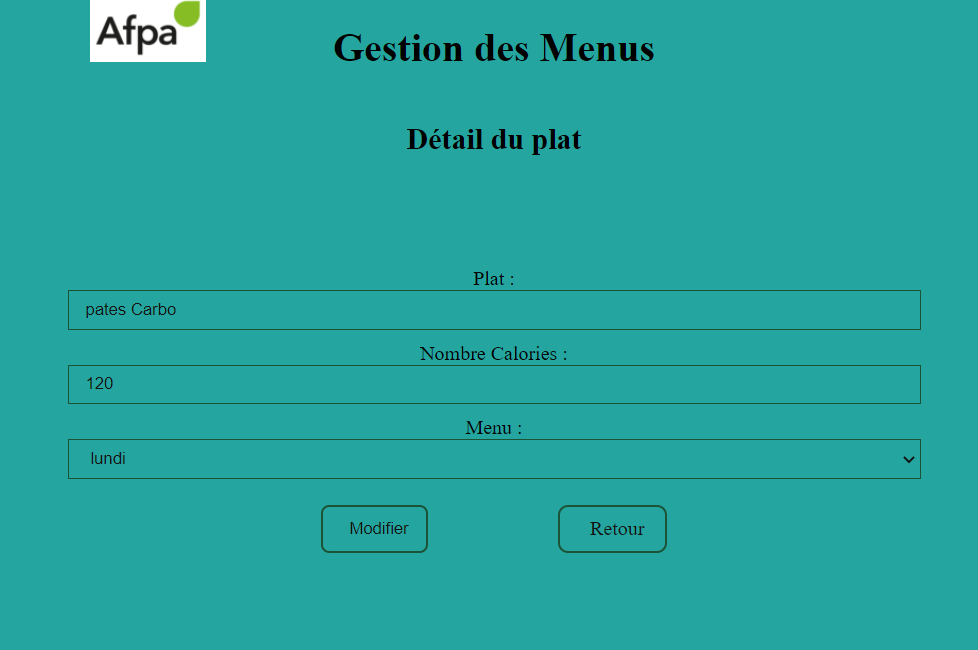 Afpa
Gestion des Menus
Détail du plat
Plat :
pates Carbo
Nombre Calories :
120
Menu :
lundi
Modifier
Retour